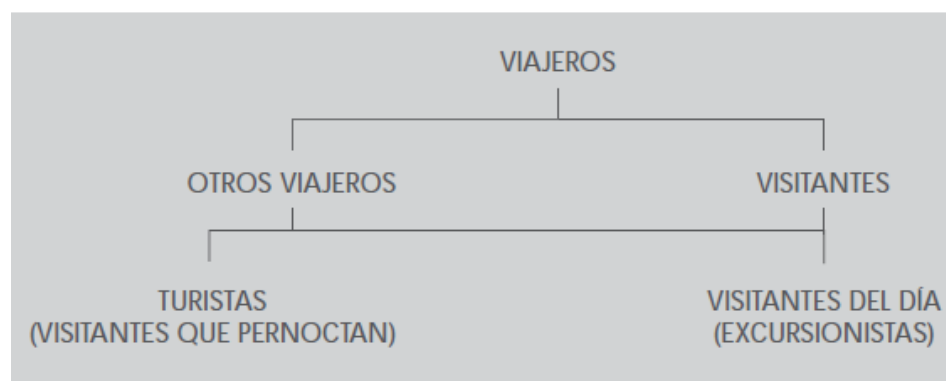 VIAJEROS
OTROS VIAJEROS
VISITANTES
TURISTAS
(VISITANTES QUE PERNOCTAN)
VISITANTES DEL DÍA
(EXCURSIONISTAS)